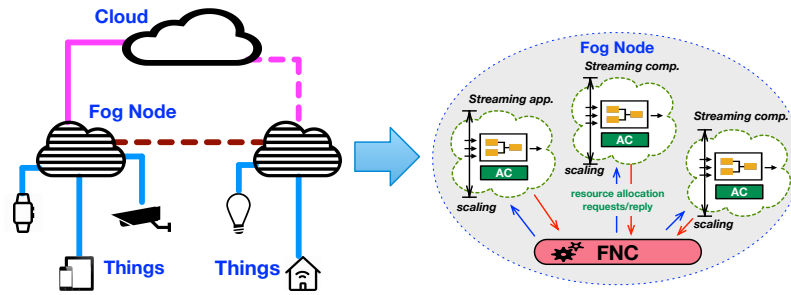 Cloud
Fog Node
Things
Things
Fog Node
Streaming comp.
Streaming app.
Streaming comp.
AC
AC
AC
scaling
scaling
scaling
resource allocation
requests/reply
FNC